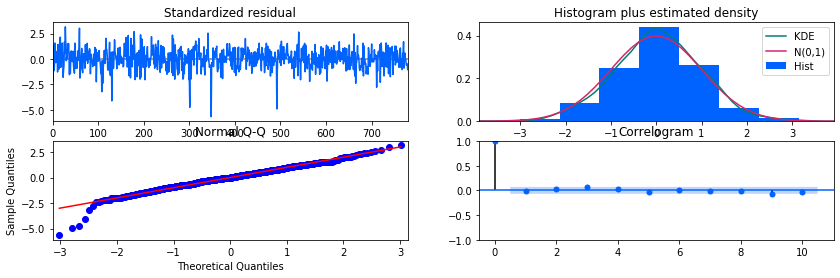 Standardized residual
2.5
0.0
−2.5
−5.0
0 100 200 300 400 500 600 700
Histogram plus estimated density
KDE
N(0,1)
Hist
0.4
0.2
0.0
−3 −2 −1 0 1 2 3
Normal Q-Q
Sample Quantiles
2.5
0.0
−2.5
−5.0
−3 −2 −1 0 1 2 3
Theoretical Quantiles
Correlogram
1.0
0.5
0.0
−0.5
−1.0
0 2 4 6 8 10